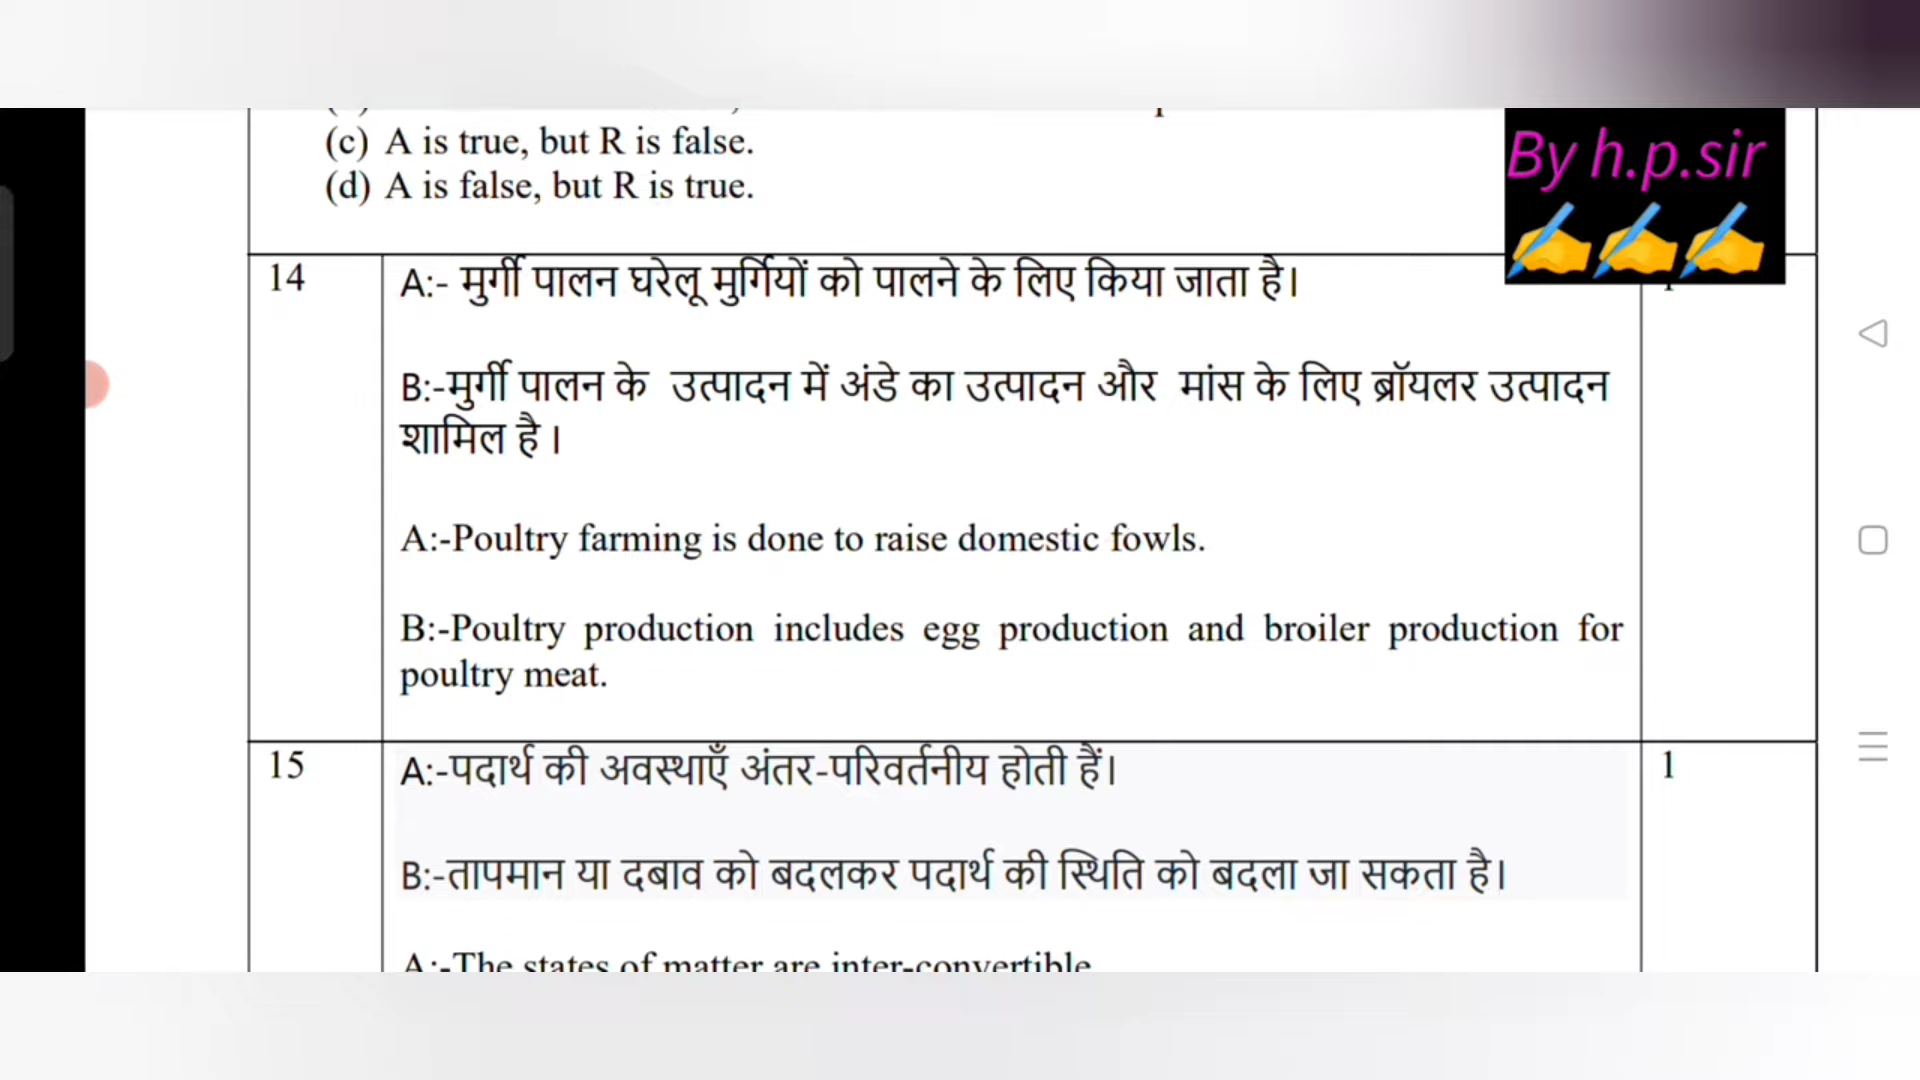 (c) A is true, but R is false.
(d) A is false, but R is true.
By h.p.sir
14
A:- मुर्गी पालन घरेलू मुर्गियों को पालने के लिए किया जाता है।
B:-मुर्गी पालन के उत्पादन में अंडे का उत्पादन और मांस के लिए ब्रॉयलर उत्पादन
शामिल है ।
A:-Poultry farming is done to raise domestic fowls.
B:-Poultry production includes egg production and broiler production for
poultry meat.
15
A:-पदार्थ की अवस्थाएँ अंतर-परिवर्तनीय होती हैं।
1
B:-तापमान या दबाव को बदलकर पदार्थ की स्थिति को बदला जा सकता है।
A:-The states of matter are inter-convertible